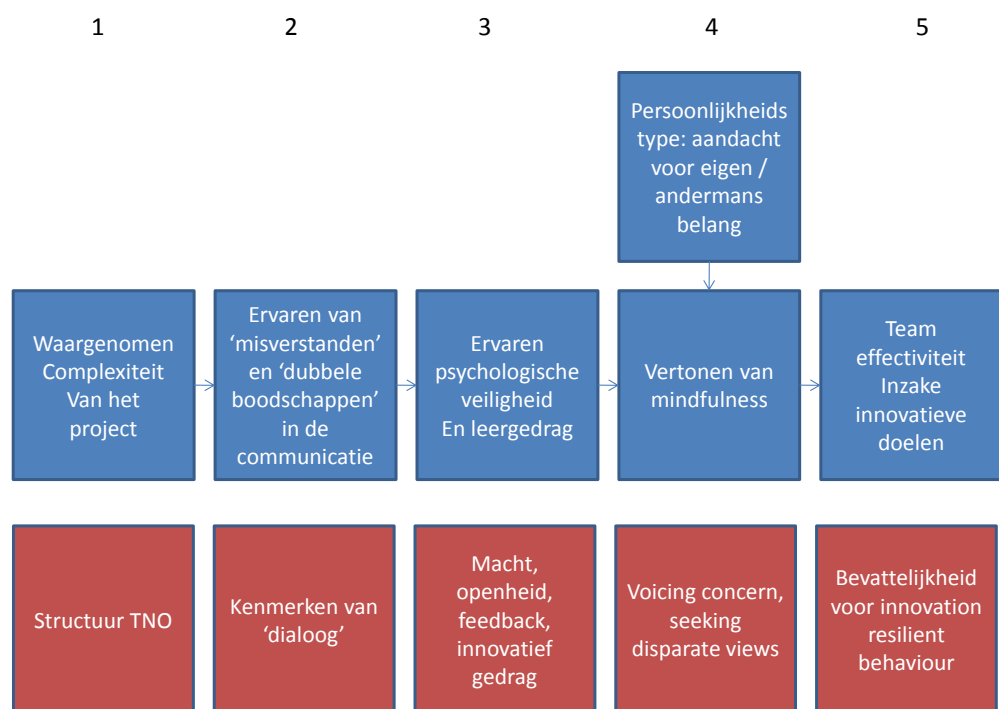 1
2
3
4
5
Persoonlijkheids
type: aandacht
voor eigen /
andermans
belang
Waargenomen
Complexiteit
Van het
project
Ervaren van
‘misverstanden’
en ‘dubbele
boodschappen’
in de
communicatie
Ervaren
psychologische
veiligheid
En leergedrag
Vertonen van
mindfulness
Team
effectiviteit
Inzake
innovatieve
doelen
Structuur TNO
Kenmerken van
‘dialoog’
Macht,
openheid,
feedback,
innovatief
gedrag
Voicing concern,
seeking
disparate views
Bevattelijkheid
voor innovation
resilient
behaviour